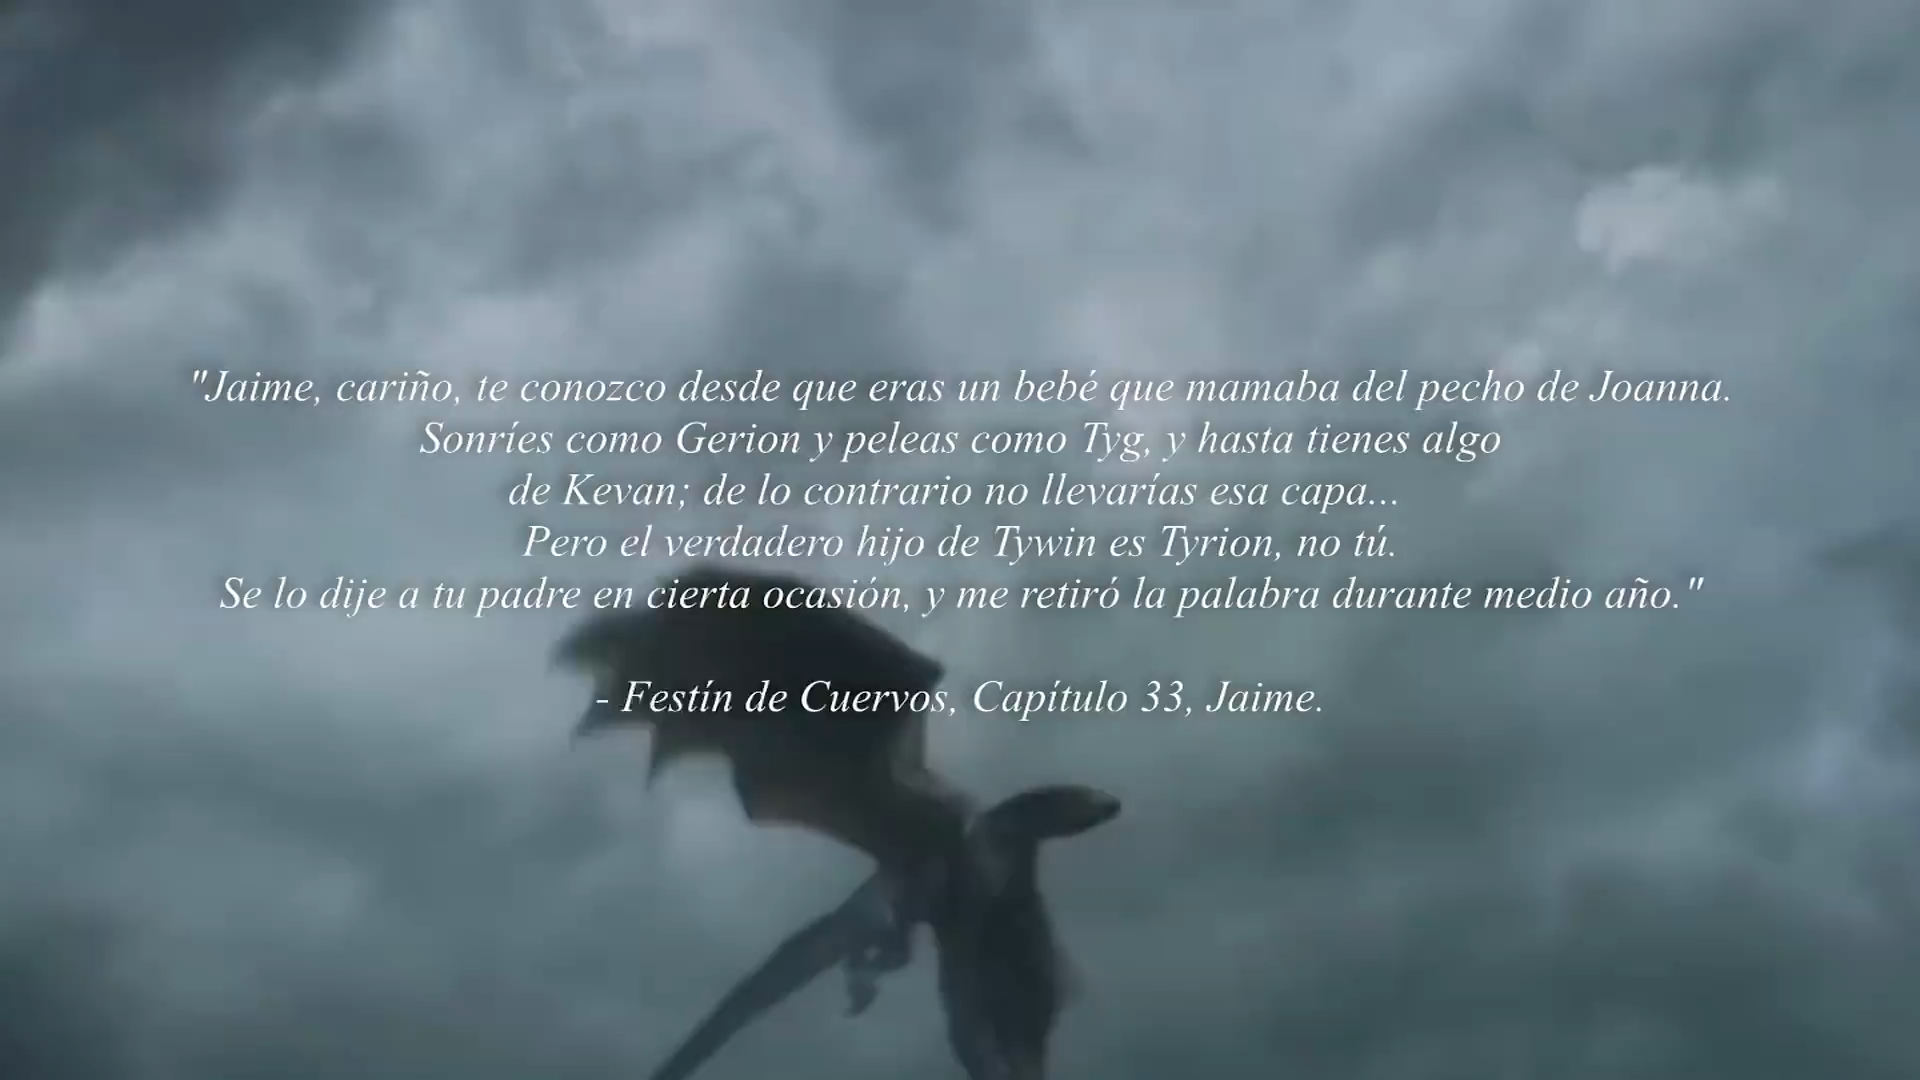 "Jaime, cariño, te conozco desde que eras un bebé que mamaba del pecho de Joanna.
Sonríes como Gerion y peleas como Tyg, y hasta tienes algo
de Kevan; de lo contrario no llevarías esa capa...
Pero el verdadero hijo de Tywin es Tyrion, no tú.
Se lo dije a tu padre en cierta ocasión, y me retiró la palabra durante medio año."
- Festín de Cuervos, Capítulo 33, Jaime.